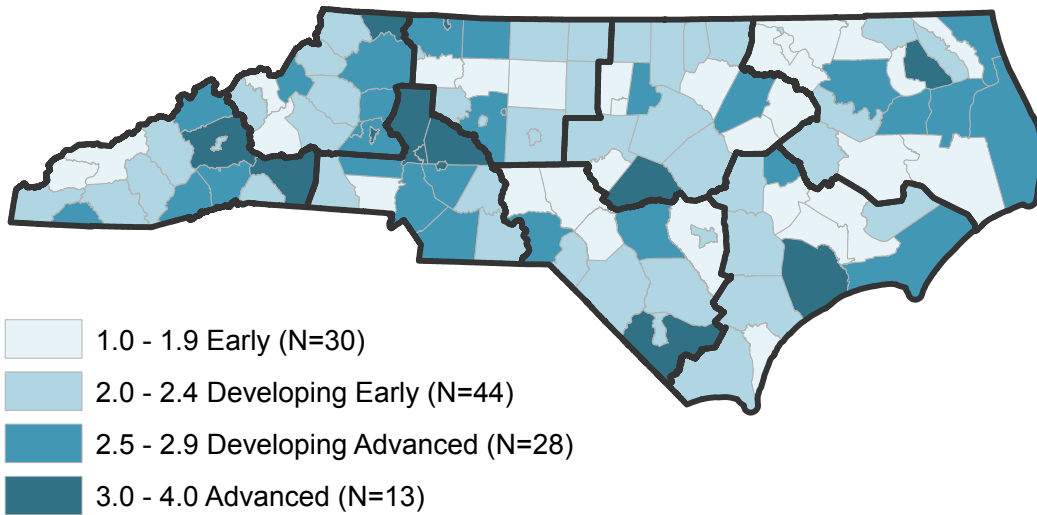 1.0 - 1.9 Early (N=30)
2.0 - 2.4 Developing Early (N=44)
2.5 - 2.9 Developing Advanced (N=28)
3.0 - 4.0 Advanced (N=13)